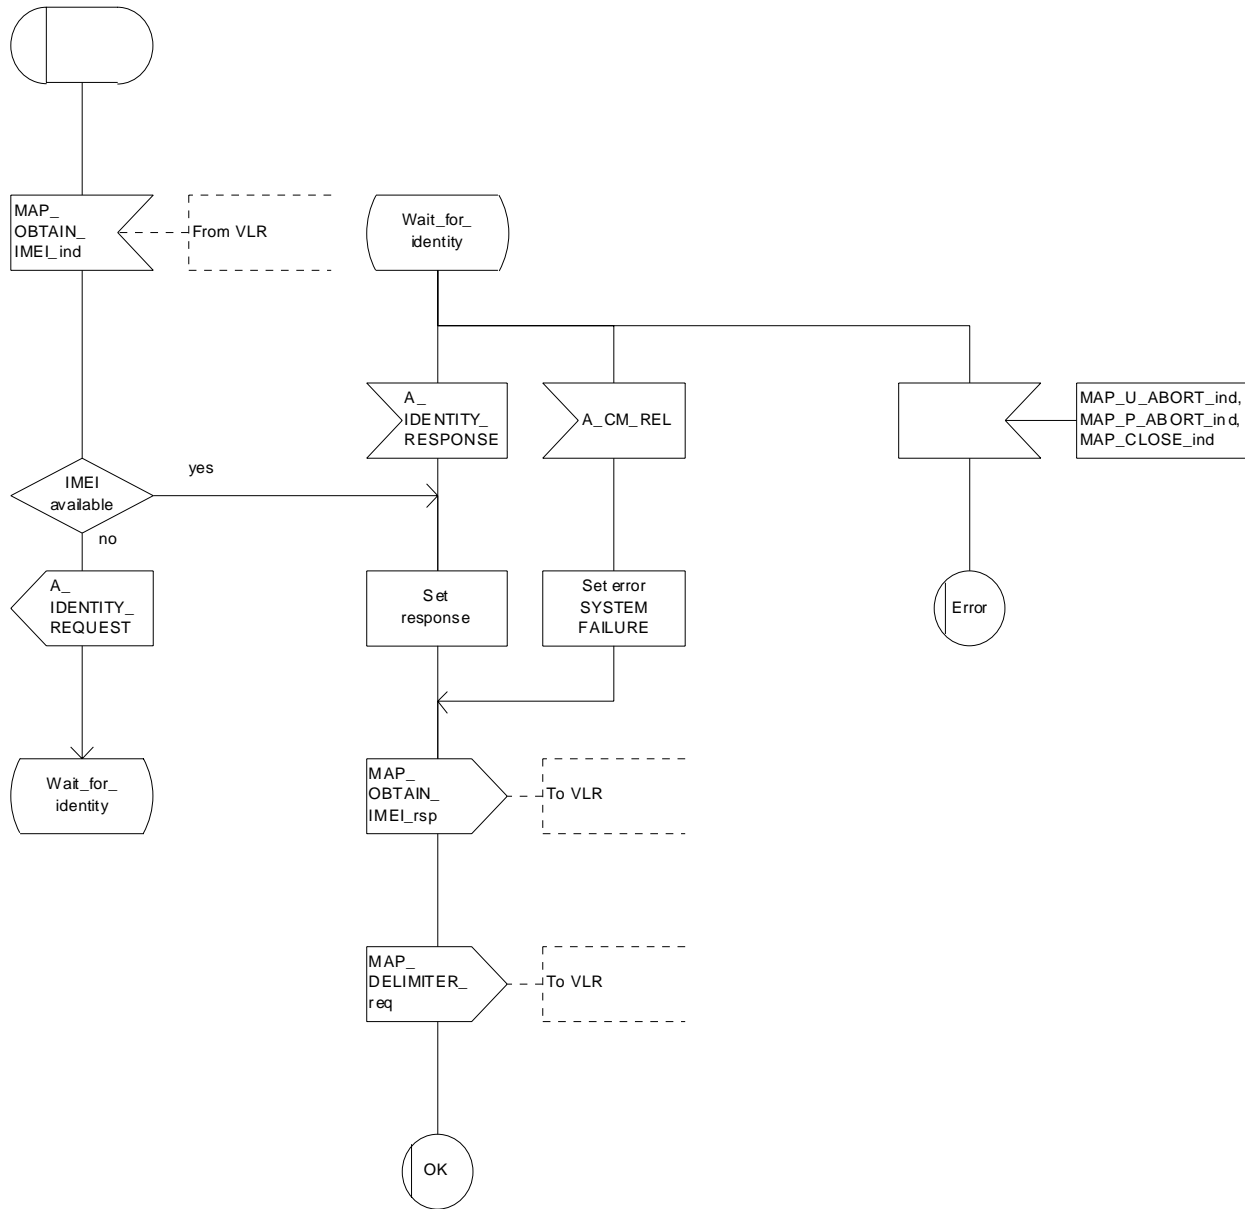 MAP_
OBTAIN_
IMEI_ind
From VLR
Wait_for_
identity
A_
IDENTITY_
RESPONSE
A_CM_REL
MAP_U_ABORT_ind,
MAP_P_ABORT_ind,
MAP_CLOSE_ind
IMEI
available
yes
no
A_
IDENTITY_
REQUEST
Set
response
Set error
SYSTEM
FAILURE
Error
Wait_for_
identity
MAP_
OBTAIN_
IMEI_rsp
To VLR
MAP_
DELIMITER_
req
To VLR
OK